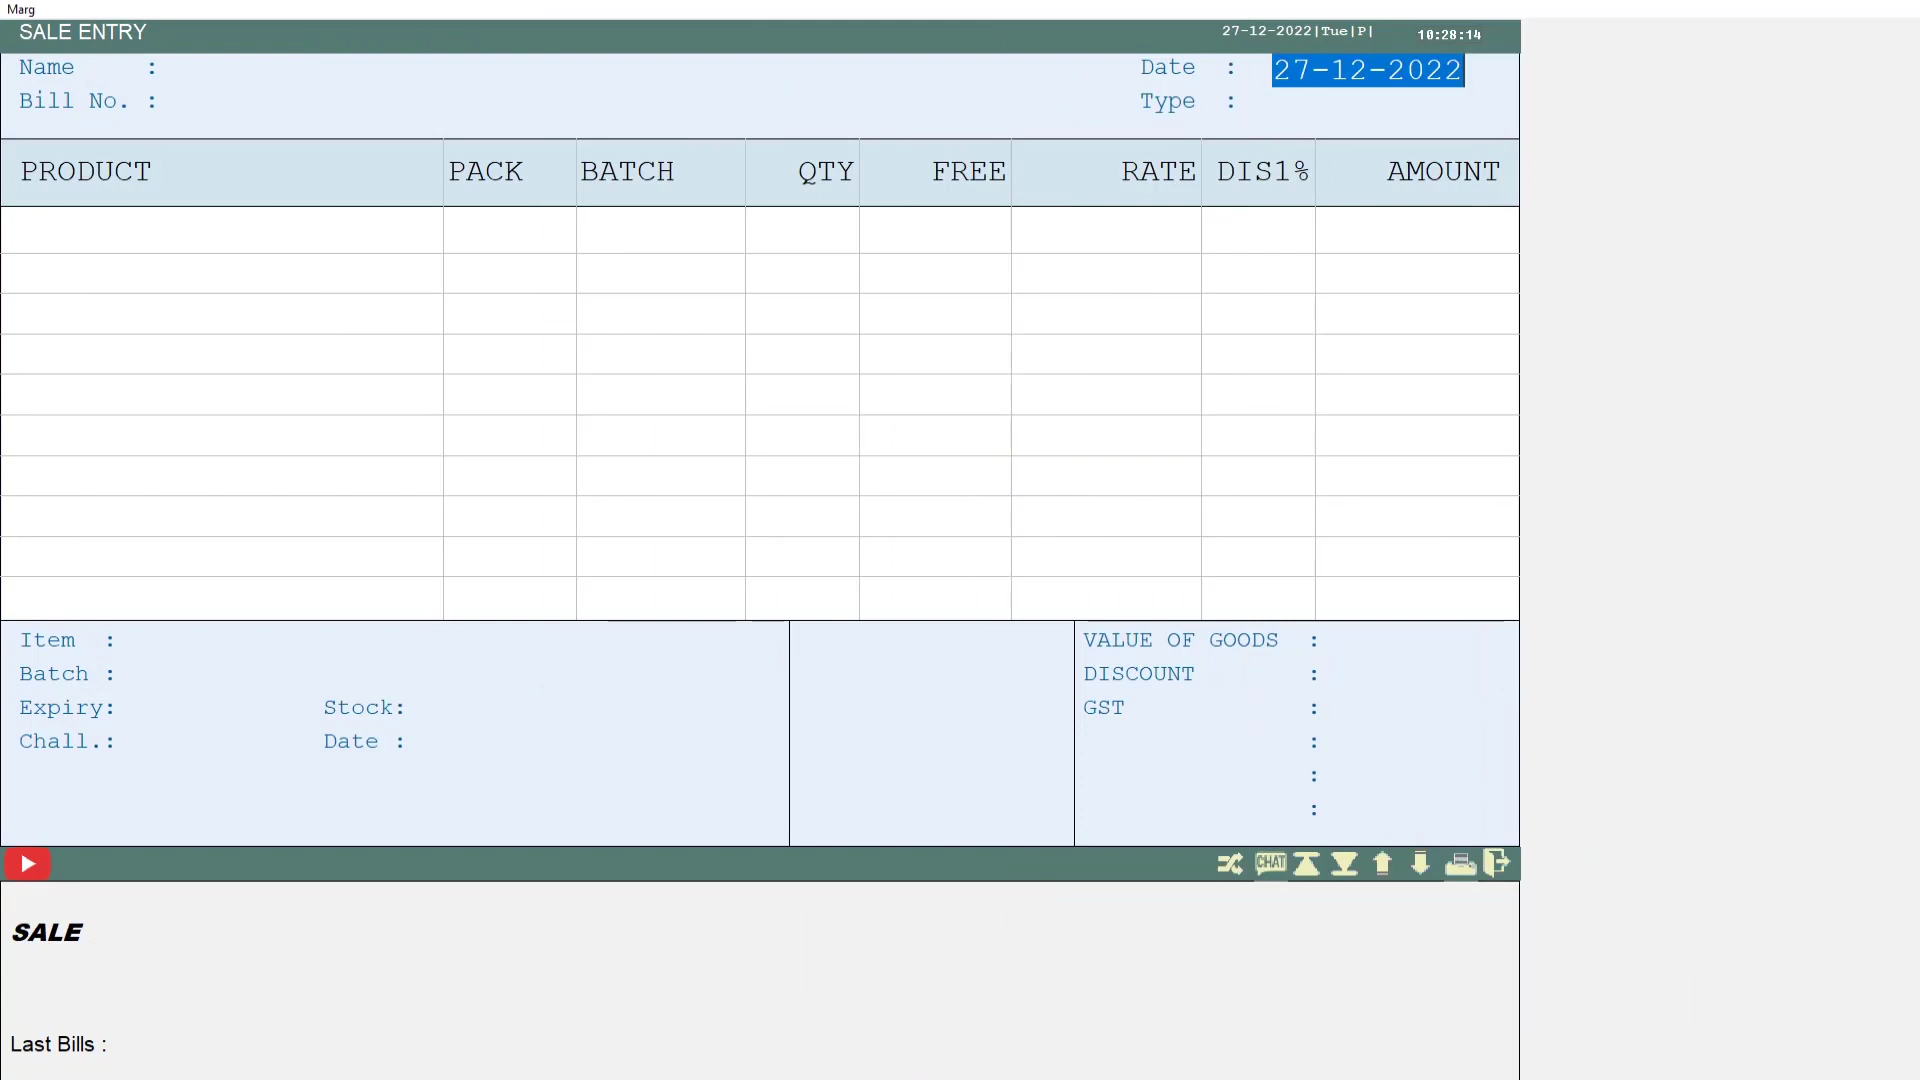 Marg
SALE ENTRY 27-12-2022|Tue|P| 10:28:14
Name : Date : 27-12-2022
Bill No. : Type :
PRODUCT PACK BATCH QTY FREE RATE DIS1% AMOUNT
Item : VALUE OF GOODS :
Batch : DISCOUNT :
Expiry: Stock: GST :
Chall.: Date : :
:
:
CHAT
SALE
Last Bills :